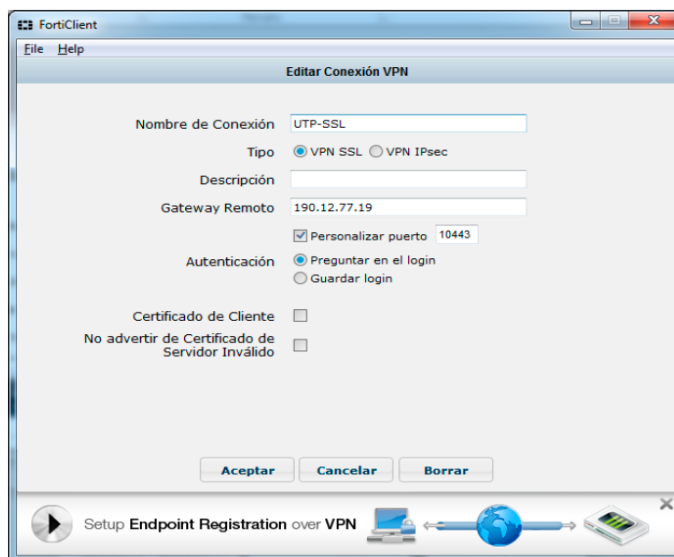 FortiClient
File Help
Editar Conexión VPN
Nombre de Conexión UTP-SSL
Tipo VPN SSL VPN IPsec
Descripción
Gateway Remoto 190.12.77.19
Personalizar puerto 10443
Autenticación Preguntar en el login
Guardar login
Certificado de Cliente
No advertir de Certificado de
Servidor Inválido
Aceptar Cancelar Borrar
Setup Endpoint Registration over VPN